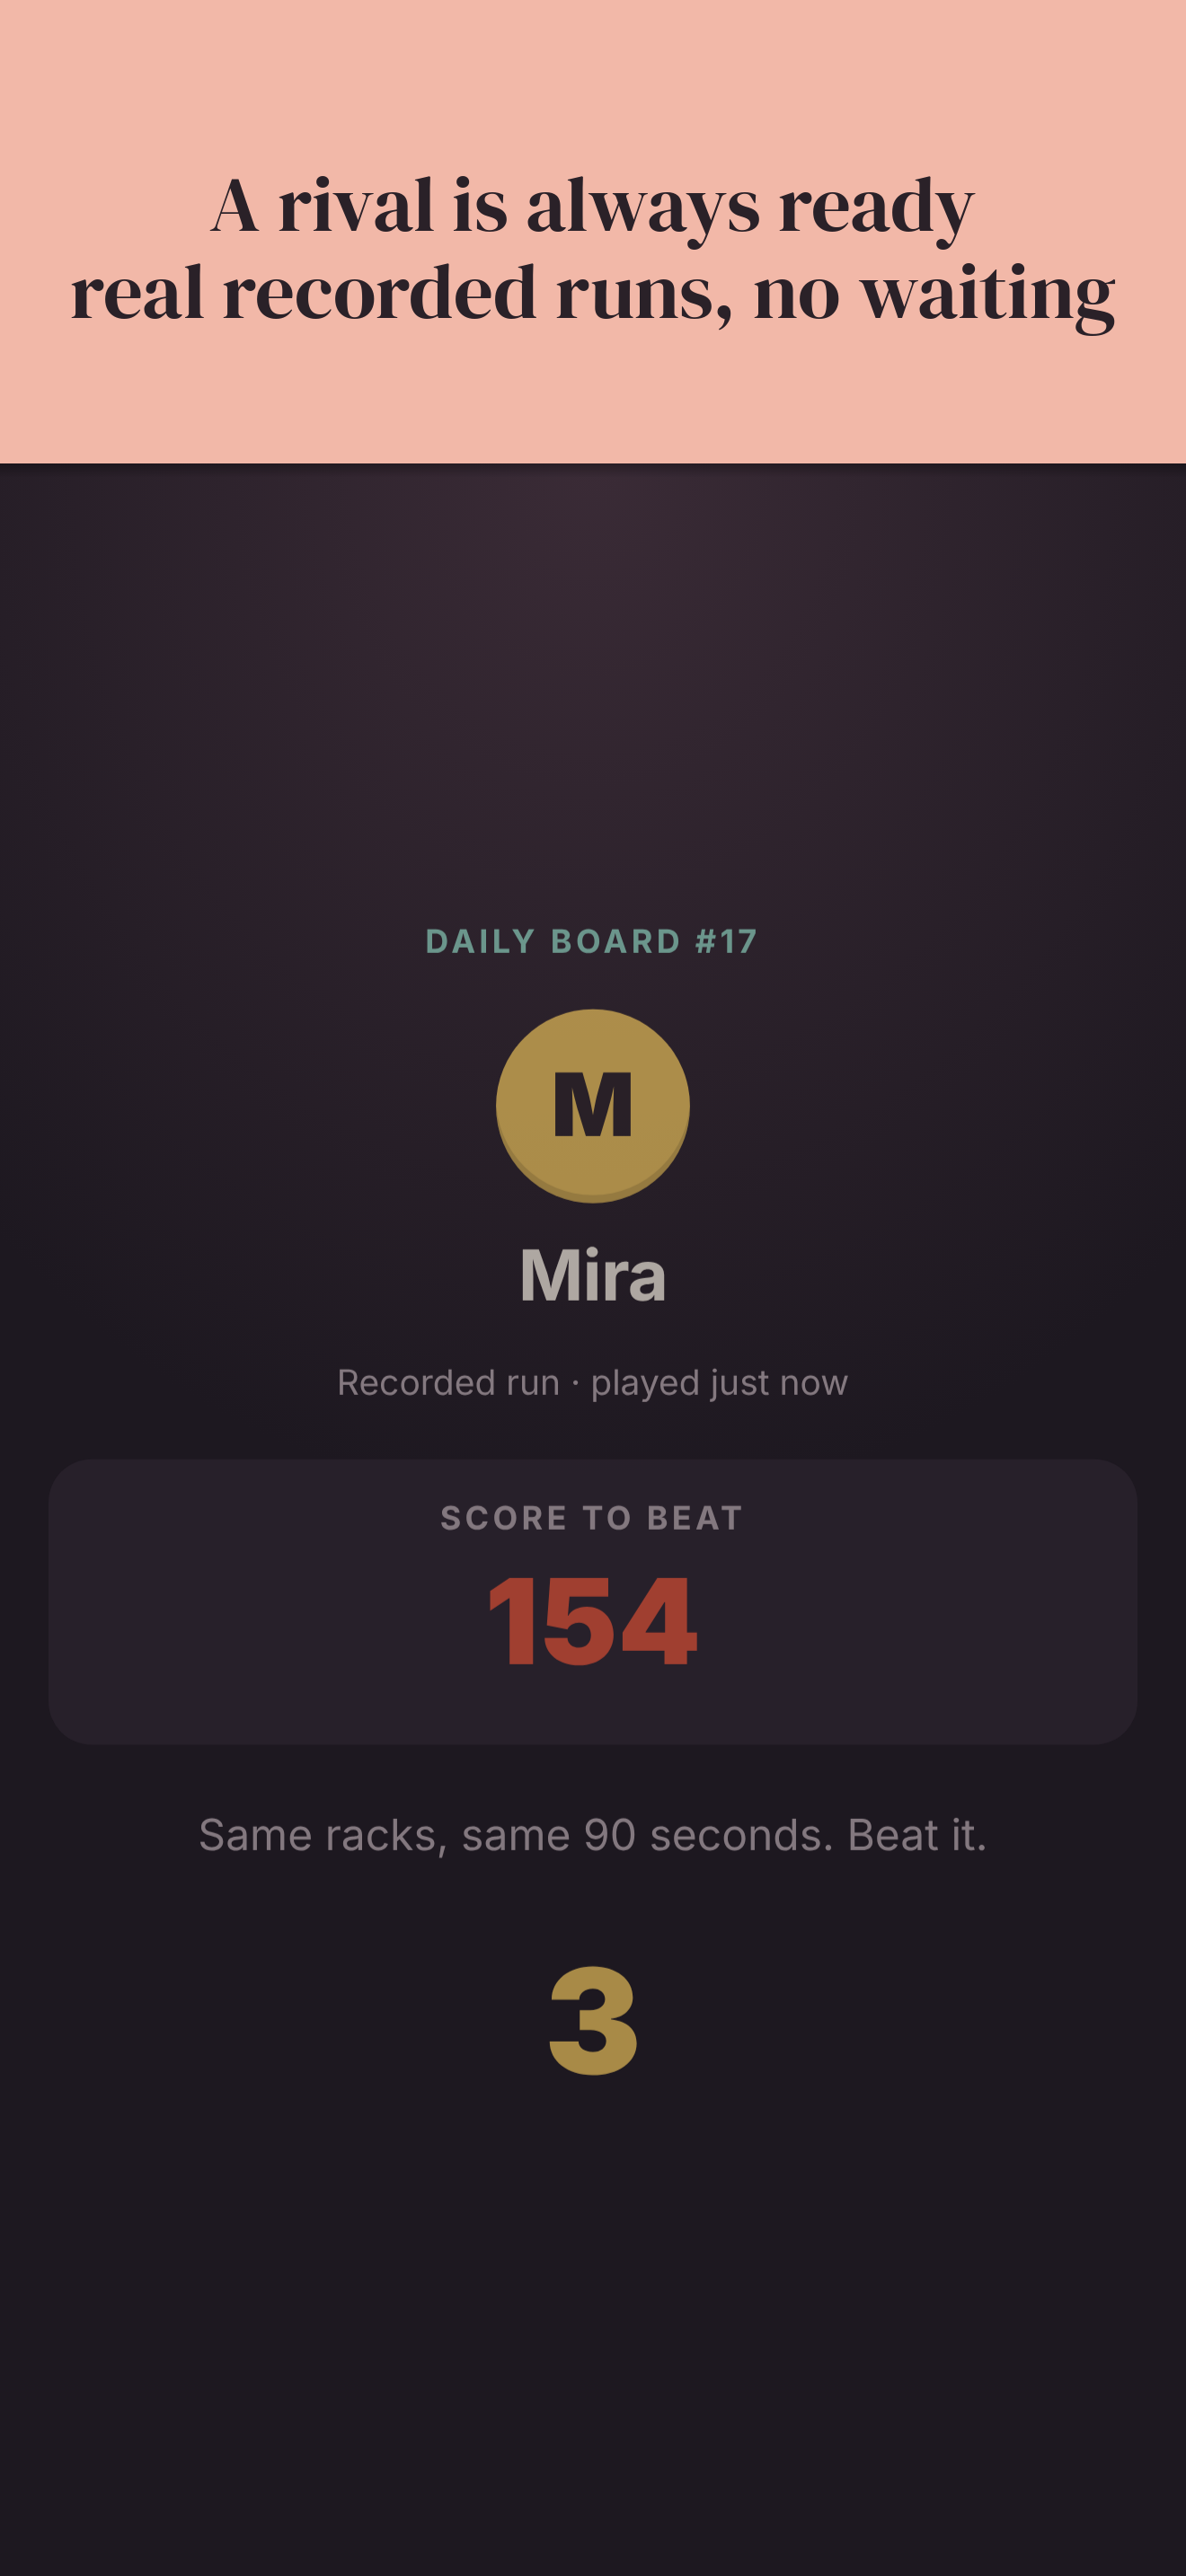 A rival is always ready
real recorded runs, no waiting
DAILY BOARD #17
M
Mira
Recorded run · played just now
SCORE TO BEAT
154
Same racks, same 90 seconds. Beat it.
3